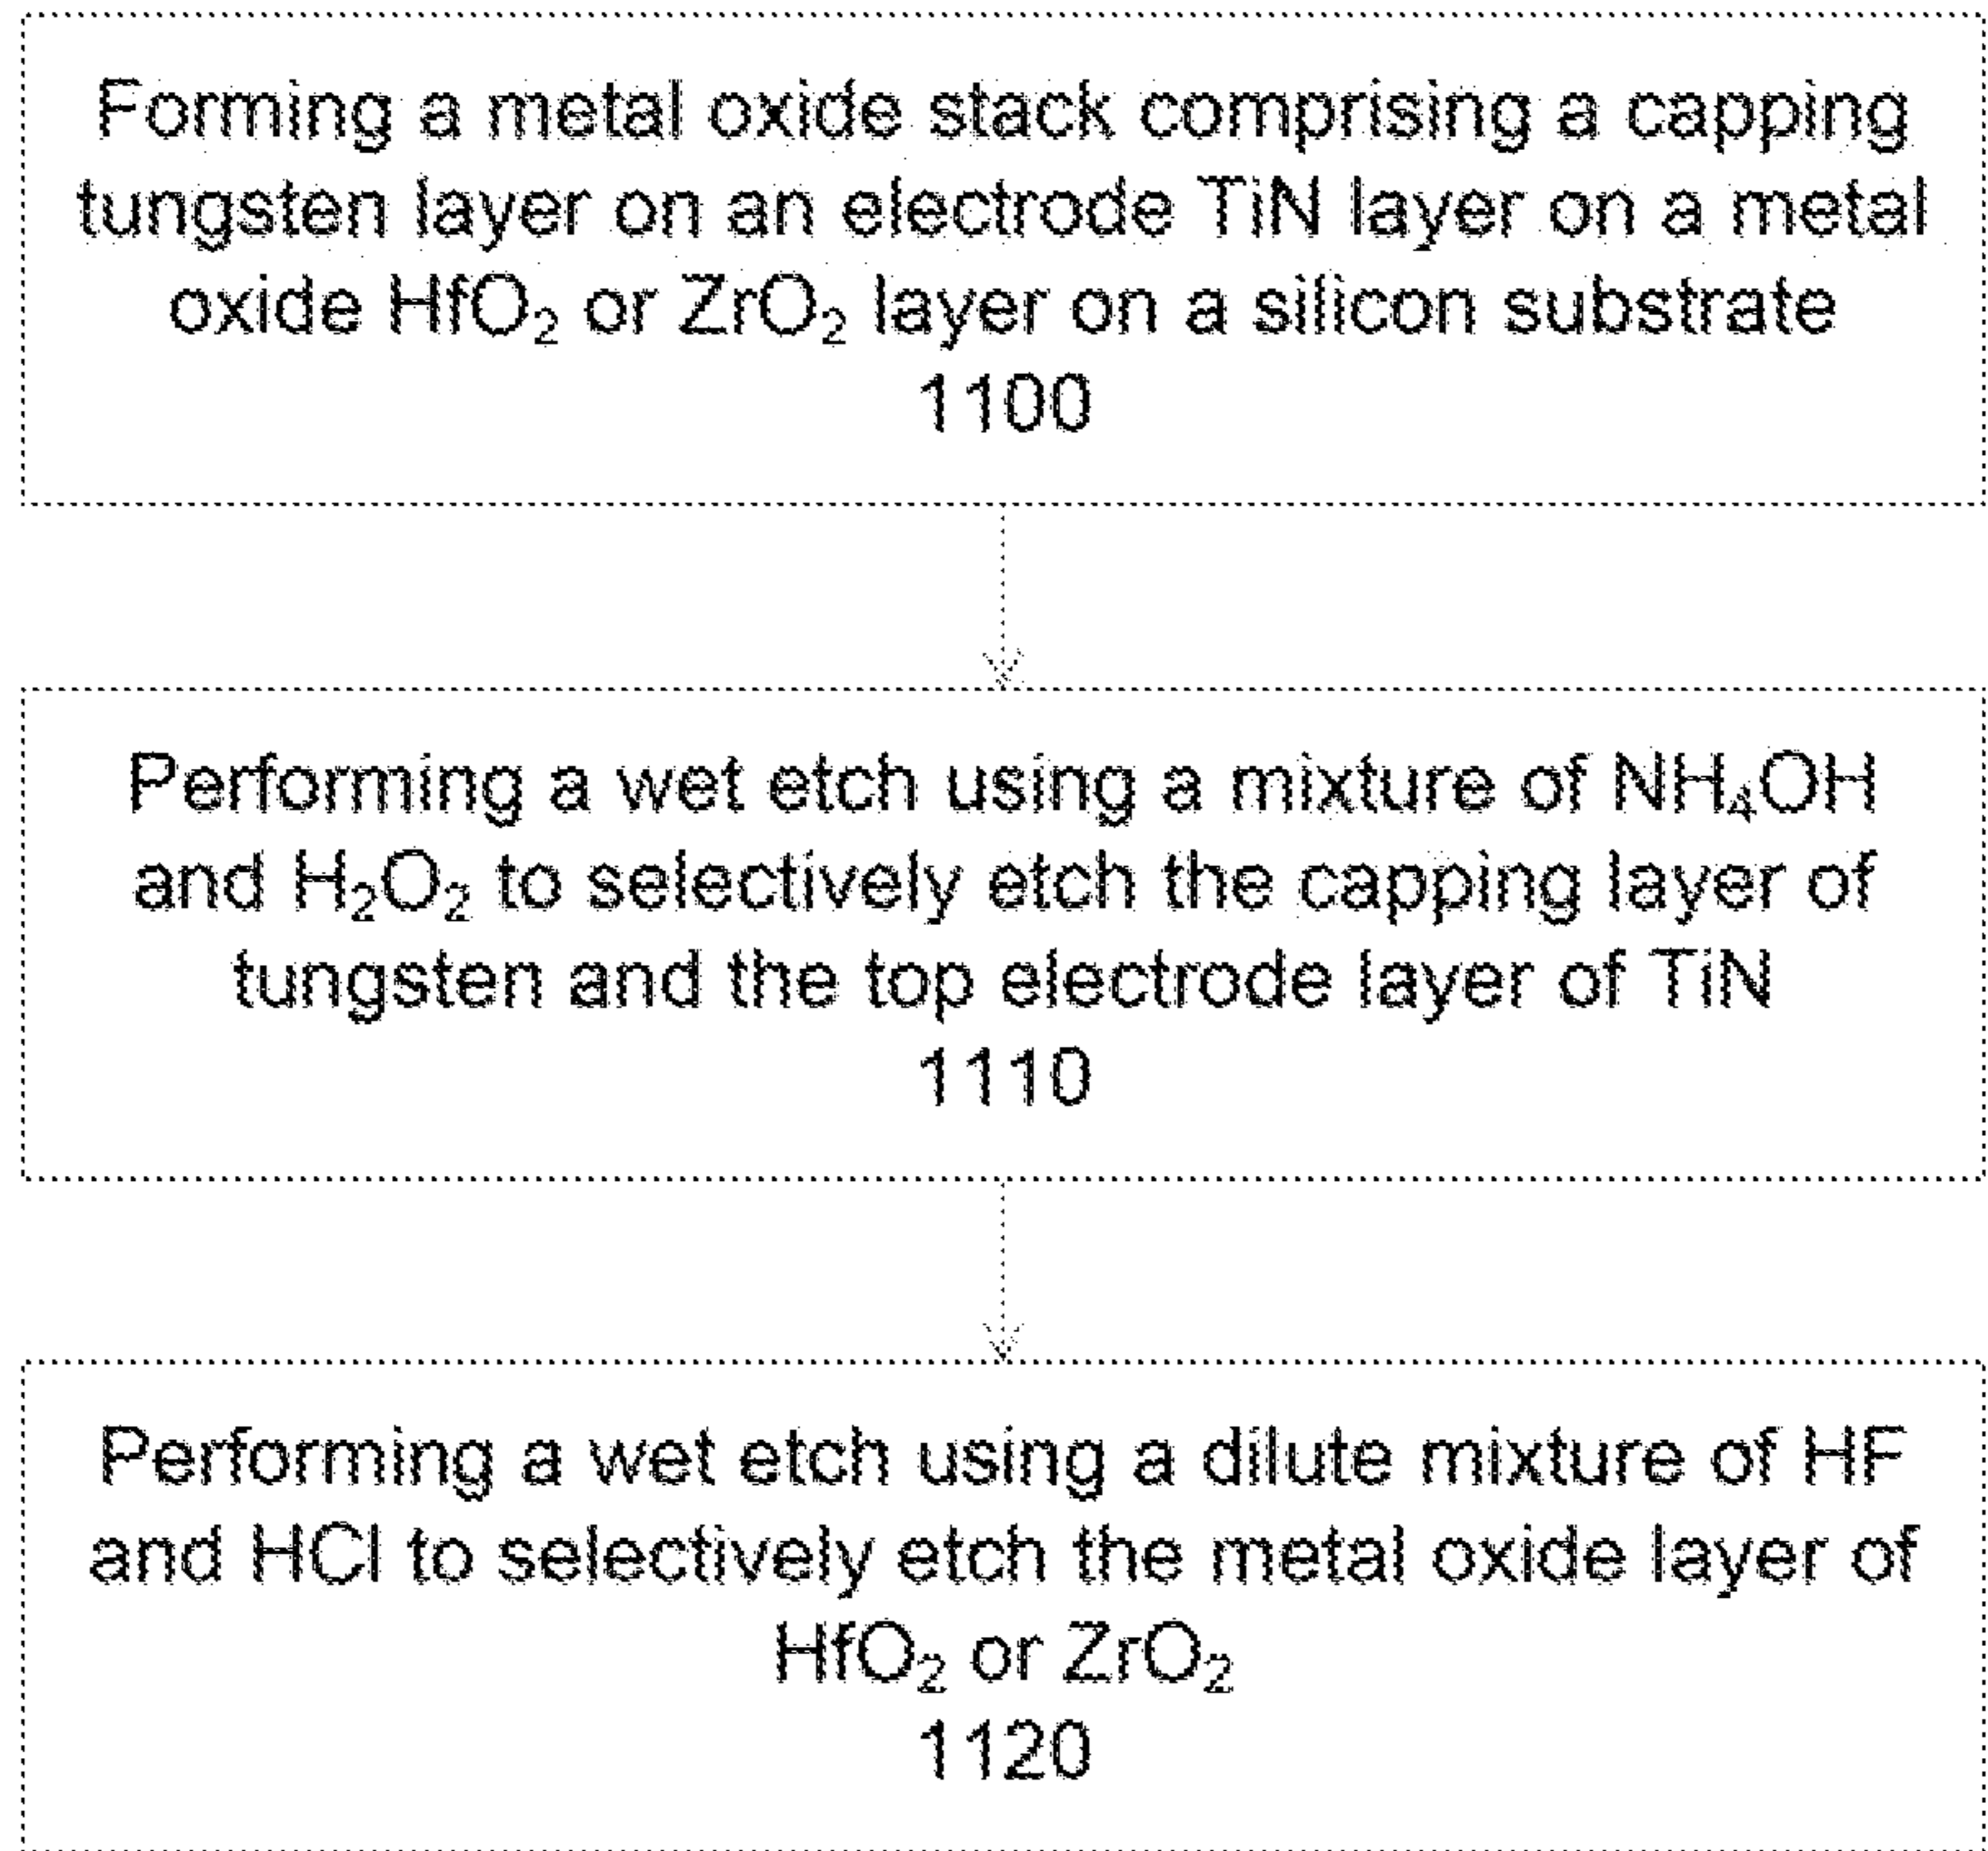 Forming a metal oxide stack comprising a capping
tungsten layer on an electrode TiN layer on a metal
oxide HfO₂ or ZrO₂ layer on a silicon substrate
1100
Performing a wet etch using a mixture of NH₄OH
and H₂O₂ to selectively etch the capping layer of
tungsten and the top electrode layer of TiN
1110
Performing a wet etch using a dilute mixture of HF
and HCl to selectively etch the metal oxide layer of
HfO₂ or ZrO₂
1120